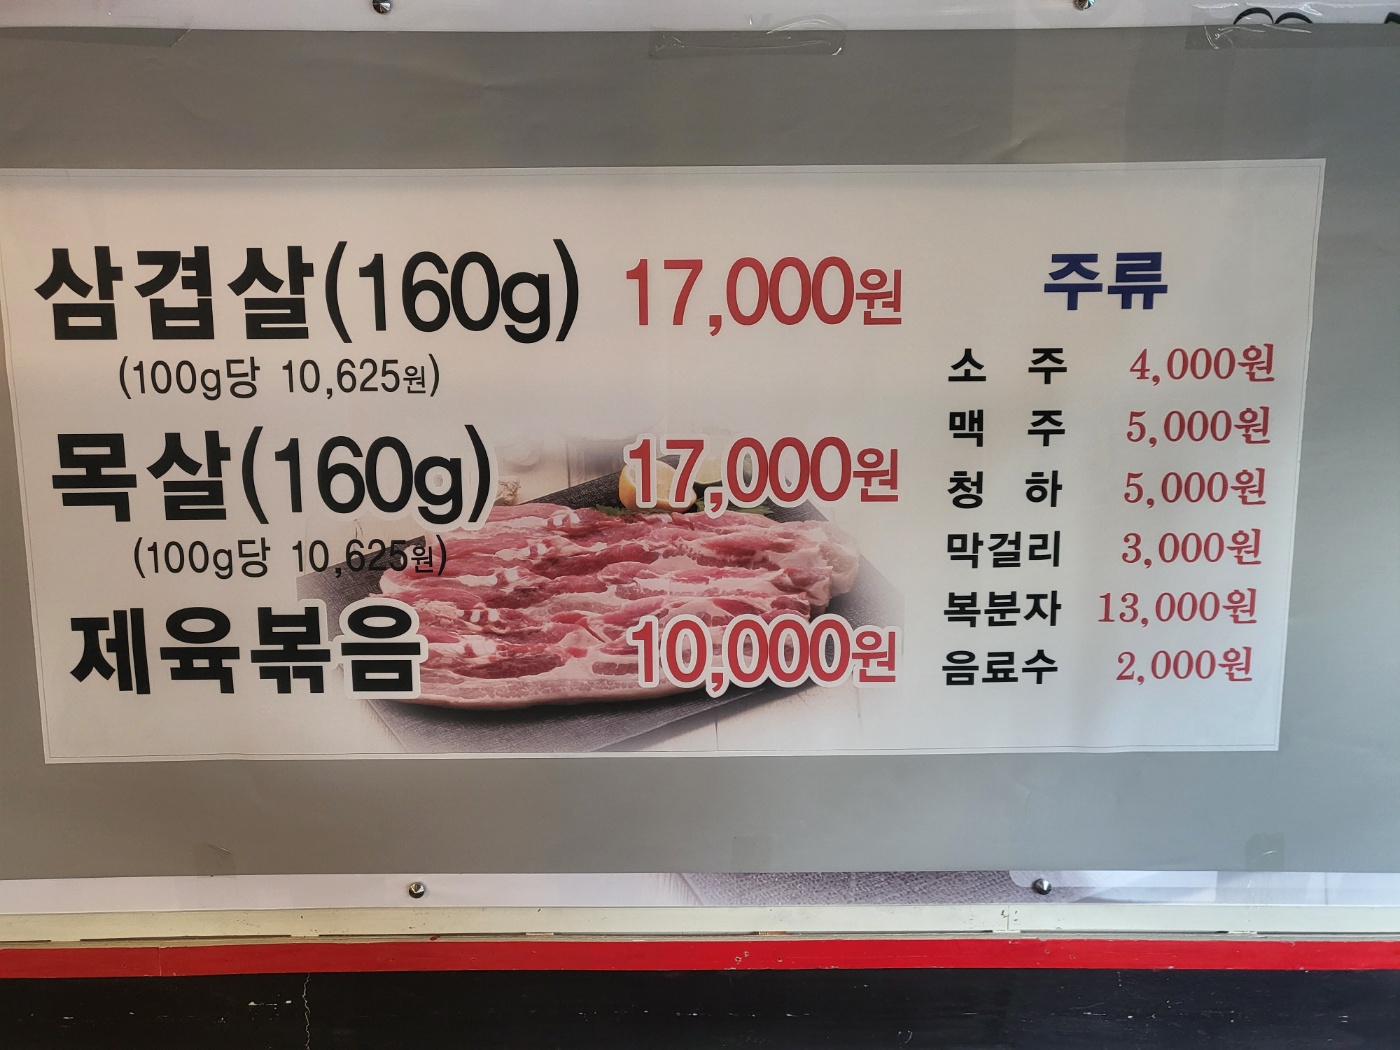 삼겹살(160g) 17,000원
(100g당 10,625원)
목살(160g) 17,000원
(100g당 10,625원)
제육볶음 10,000원
주류
소 주 4,000원
맥 주 5,000원
청 하 5,000원
막걸리 3,000원
복분자 13,000원
음료수 2,000원